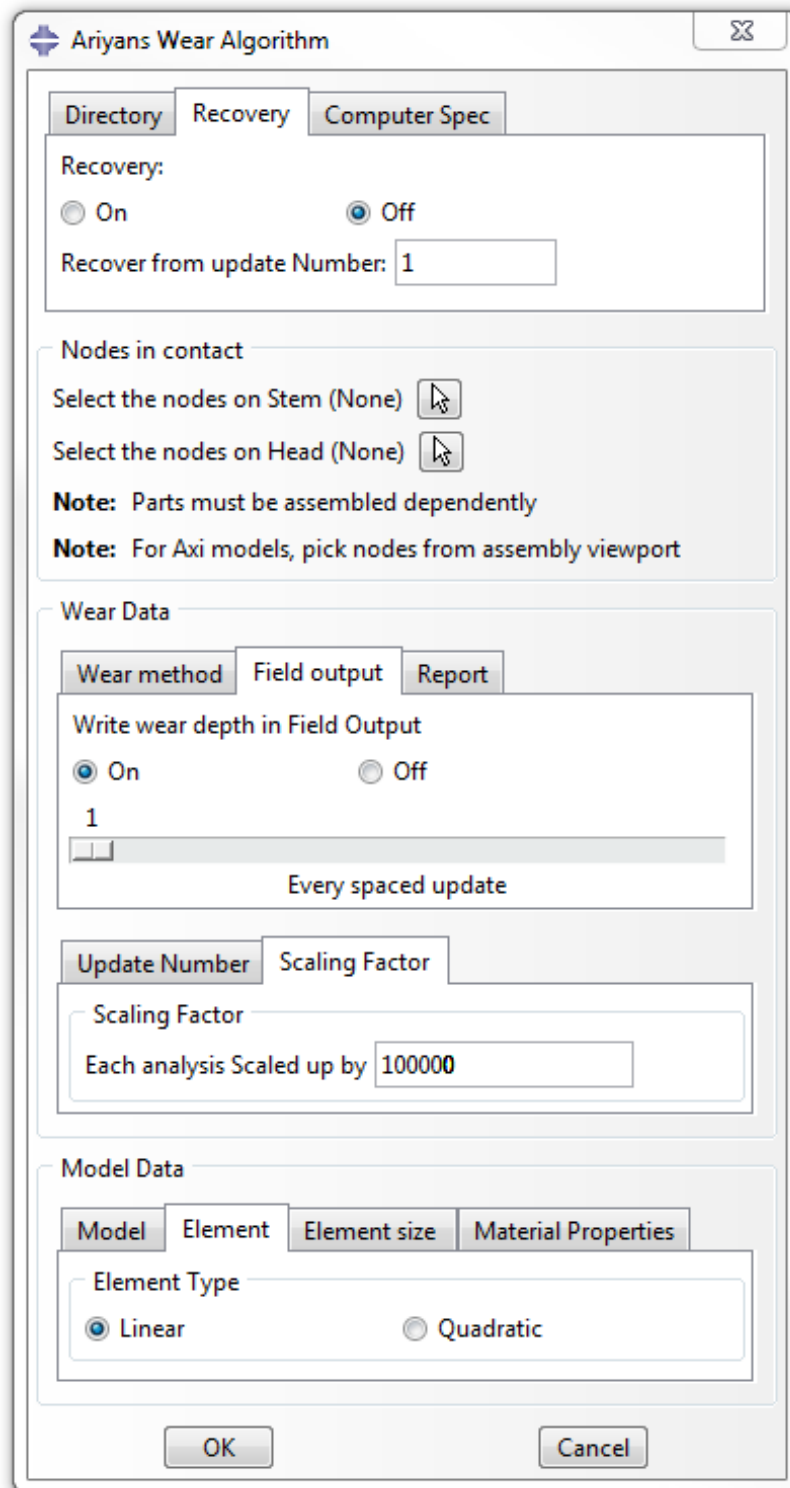 Ariyans Wear Algorithm
Directory Recovery Computer Spec
Recovery:
On Off
Recover from update Number: 1
Nodes in contact
Select the nodes on Stem (None)
Select the nodes on Head (None)
Note: Parts must be assembled dependently
Note: For Axi models, pick nodes from assembly viewport
Wear Data
Wear method Field output Report
Write wear depth in Field Output
On Off
1
Every spaced update
Update Number Scaling Factor
Scaling Factor
Each analysis Scaled up by 100000
Model Data
Model Element Element size Material Properties
Element Type
Linear Quadratic
OK Cancel